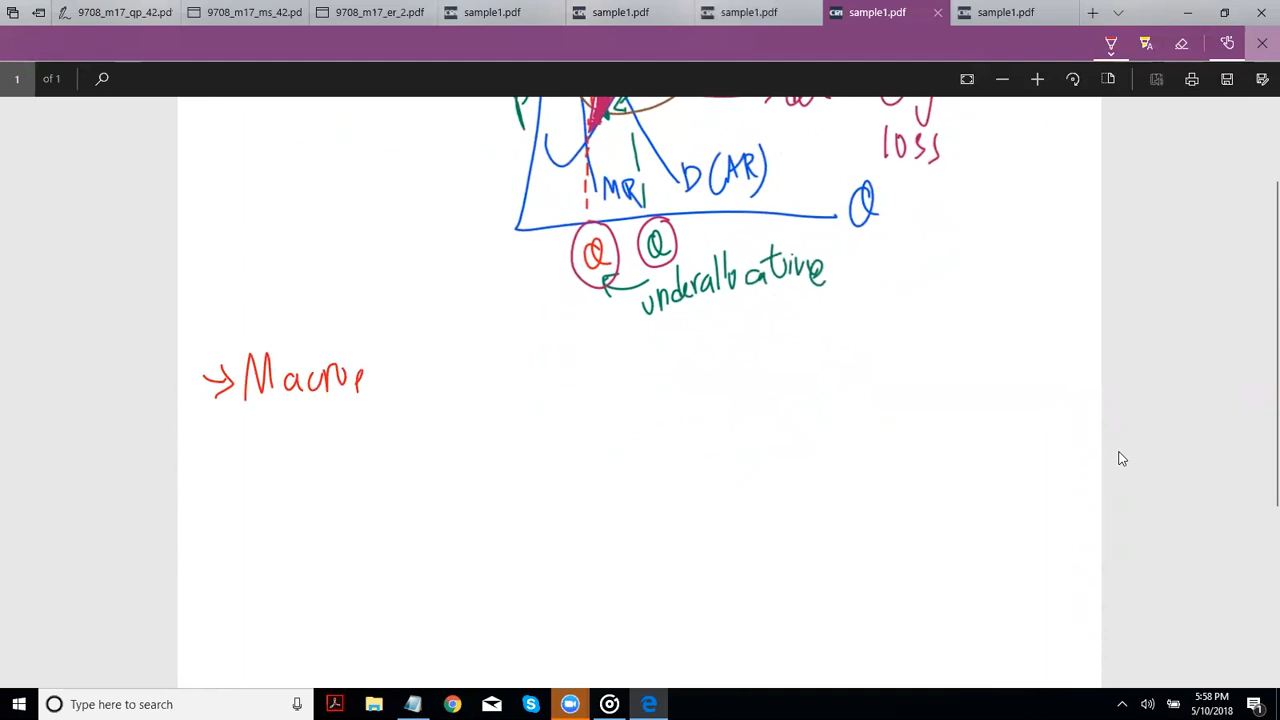 9708_m17_qp_42.pd
9708_m17_ms_42.p
9708_m17_er_2.pdf
sample1.pdf
sample1.pdf
sample1.pdf
sample1.pdf
sample1.pdf
1 of 1
loss
MR
D(AR)
Q
Q Q
underallocative
→ Macro
Type here to search
5:58 PM
5/10/2018